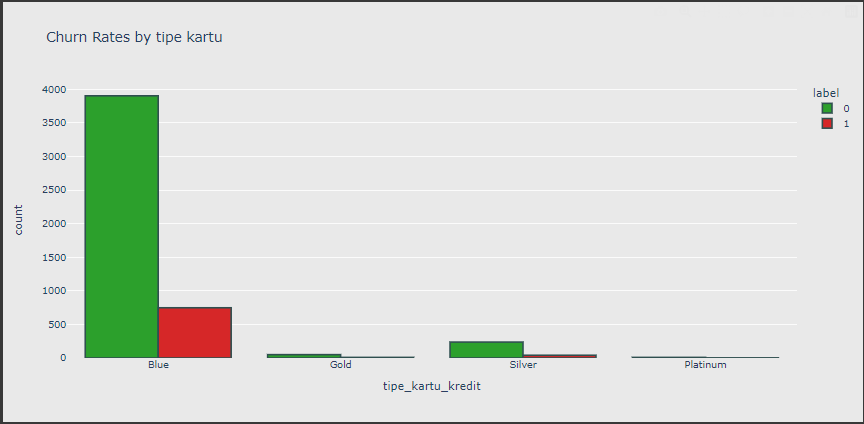 Churn Rates by tipe kartu
label
0
1
count
4000
3500
3000
2500
2000
1500
1000
500
0
Blue
Gold
Silver
Platinum
tipe_kartu_kredit